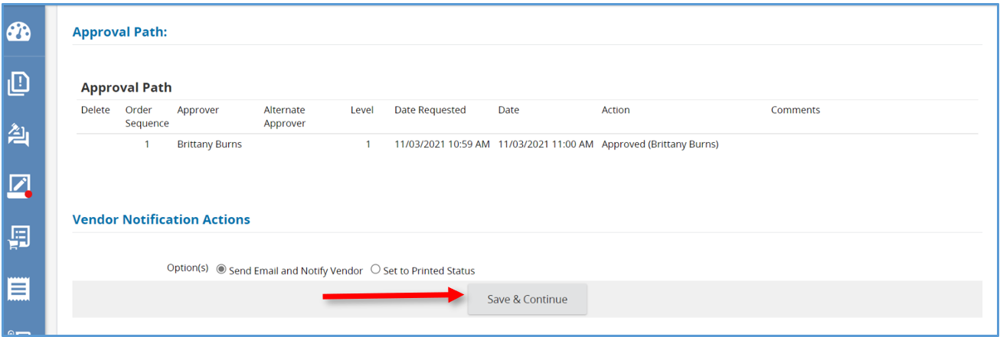 Approval Path:
Approval Path
Delete Order Sequence Approver Alternate Approver Level Date Requested Date Action Comments
1 Brittany Burns 1 11/03/2021 10:59 AM 11/03/2021 11:00 AM Approved (Brittany Burns)
Vendor Notification Actions
Option(s) Send Email and Notify Vendor Set to Printed Status
Save & Continue